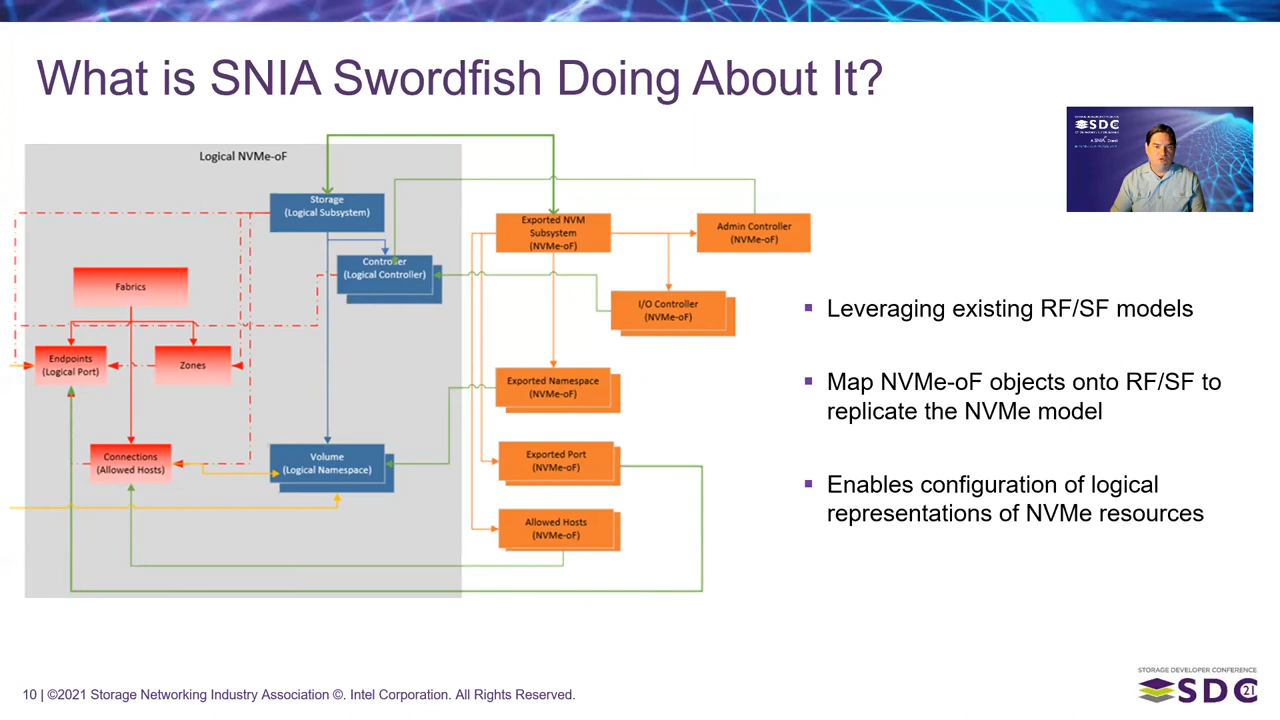 What is SNIA Swordfish Doing About It?
SDC
Logical NVMe-oF
Storage
(Logical Subsystem)
Controller
(Logical Controller)
Fabrics
Endpoints
(Logical Port)
Zones
Connections
(Allowed Hosts)
Volume
(Logical Namespace)
Exported NVM
Subsystem
(NVMe-oF)
Admin Controller
(NVMe-oF)
I/O Controller
(NVMe-oF)
Exported Namespace
(NVMe-oF)
Exported Port
(NVMe-oF)
Allowed Hosts
(NVMe-oF)
▪ Leveraging existing RF/SF models
▪ Map NVMe-oF objects onto RF/SF to
replicate the NVMe model
▪ Enables configuration of logical
representations of NVMe resources
10 | ©2021 Storage Networking Industry Association ©. Intel Corporation. All Rights Reserved.
STORAGE DEVELOPER CONFERENCE
SDC 21